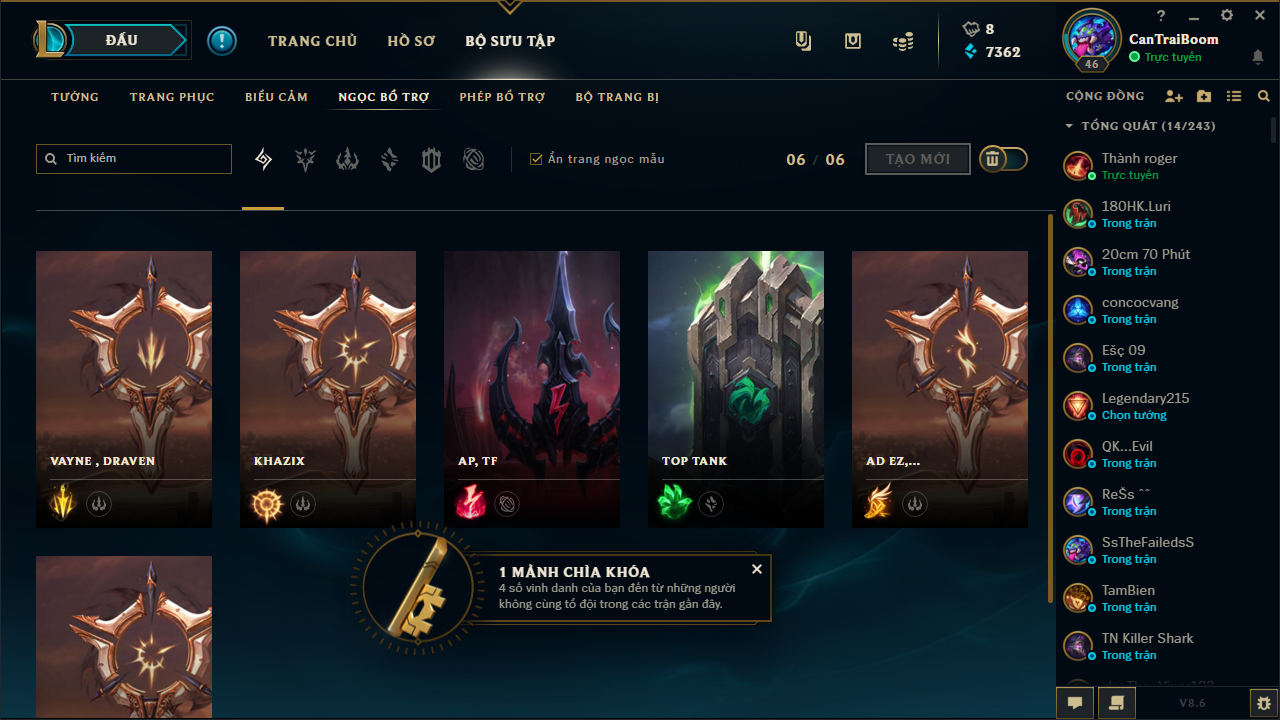 ĐẤU
TRANG CHỦ
HỒ SƠ
BỘ SƯU TẬP
8
7362
46
CanTraiBoom
Trực tuyến
TƯỚNG
TRANG PHỤC
BIỂU CẢM
NGỌC BỔ TRỢ
PHÉP BỔ TRỢ
BỘ TRANG BỊ
Tìm kiếm
Ẩn trang ngọc mẫu
06 / 06
TẠO MỚI
VAYNE , DRAVEN
KHAZIX
AP, TF
TOP TANK
AD EZ,...
1 MẢNH CHÌA KHÓA
4 số vinh danh của bạn đến từ những người
không cùng tổ đội trong các trận gần đây.
CỘNG ĐỒNG
TỔNG QUÁT (14/243)
Thành roger
Trực tuyến
180HK.Luri
Trong trận
20cm 70 Phút
Trong trận
concocvang
Trong trận
Ešç 09
Trong trận
Legendary215
Chọn tướng
QK...Evil
Trong trận
ReŠs ˆˆ
Trong trận
SsTheFailedsS
Trong trận
TamBien
Trong trận
TN Killer Shark
Trong trận
V8.6